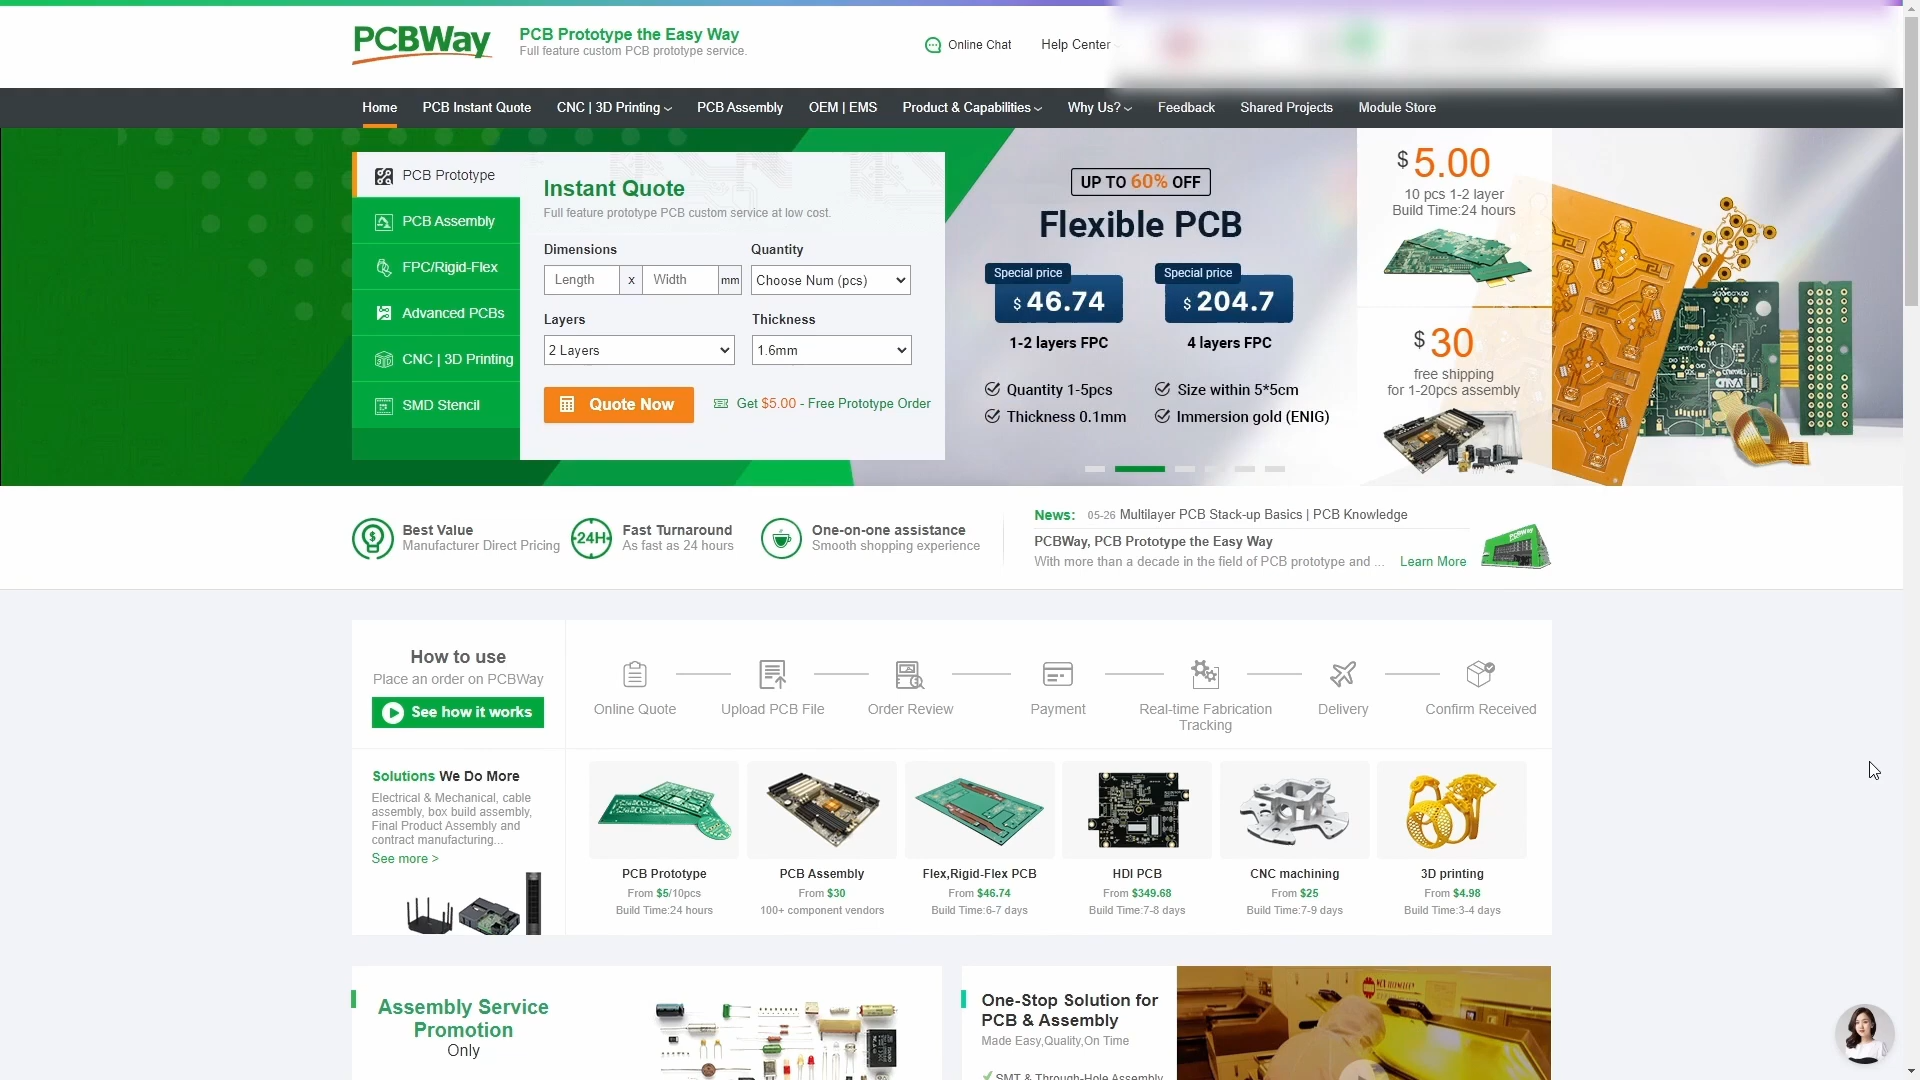 PCBWay
PCB Prototype the Easy Way
Full feature custom PCB prototype service.
Online Chat
Help Center
Home
PCB Instant Quote
CNC | 3D Printing
PCB Assembly
OEM | EMS
Product & Capabilities
Why Us?
Feedback
Shared Projects
Module Store
PCB Prototype
PCB Assembly
FPC/Rigid-Flex
Advanced PCBs
CNC | 3D Printing
SMD Stencil
Instant Quote
Full feature prototype PCB custom service at low cost.
Dimensions
Quantity
Length
x
Width
mm
Choose Num (pcs)
Layers
Thickness
2 Layers
1.6mm
Quote Now
Get $5.00 - Free Prototype Order
UP TO 60% OFF
Flexible PCB
Special price
$ 46.74
1-2 layers FPC
Special price
$ 204.7
4 layers FPC
Quantity 1-5pcs
Size within 5*5cm
Thickness 0.1mm
Immersion gold (ENIG)
$ 5.00
10 pcs 1-2 layer
Build Time:24 hours
$ 30
free shipping
for 1-20pcs assembly
Best Value
Manufacturer Direct Pricing
24H
Fast Turnaround
As fast as 24 hours
One-on-one assistance
Smooth shopping experience
News: 05-26 Multilayer PCB Stack-up Basics | PCB Knowledge
PCBWay, PCB Prototype the Easy Way
With more than a decade in the field of PCB prototype and ... Learn More
How to use
Place an order on PCBWay
See how it works
Online Quote
Upload PCB File
Order Review
Payment
Real-time Fabrication
Tracking
Delivery
Confirm Received
Solutions We Do More
Electrical & Mechanical, cable
assembly, box build assembly,
Final Product Assembly and
contract manufacturing...
See more >
PCB Prototype
From $5/10pcs
Build Time:24 hours
PCB Assembly
From $30
100+ component vendors
Flex,Rigid-Flex PCB
From $46.74
Build Time:6-7 days
HDI PCB
From $349.68
Build Time:7-8 days
CNC machining
From $25
Build Time:7-9 days
3D printing
From $4.98
Build Time:3-4 days
Assembly Service
Promotion
Only
One-Stop Solution for
PCB & Assembly
Made Easy,Quality,On Time
SMT & Through-Hole Assembly